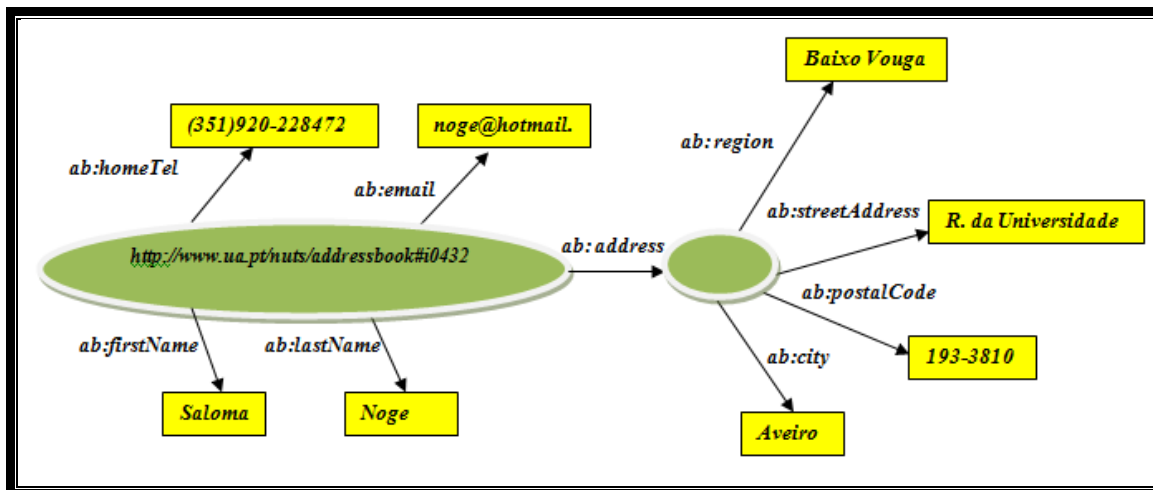 Baixo Vouga
(351)920-228472
noge@hotmail.
ab:homeTel
ab:email
ab: region
ab:streetAddress
R. da Universidade
http://www.ua.pt/nuts/addressbook#i0432
ab: address
ab:postalCode
ab:firstName
ab:lastName
ab:city
193-3810
Saloma
Noge
Aveiro